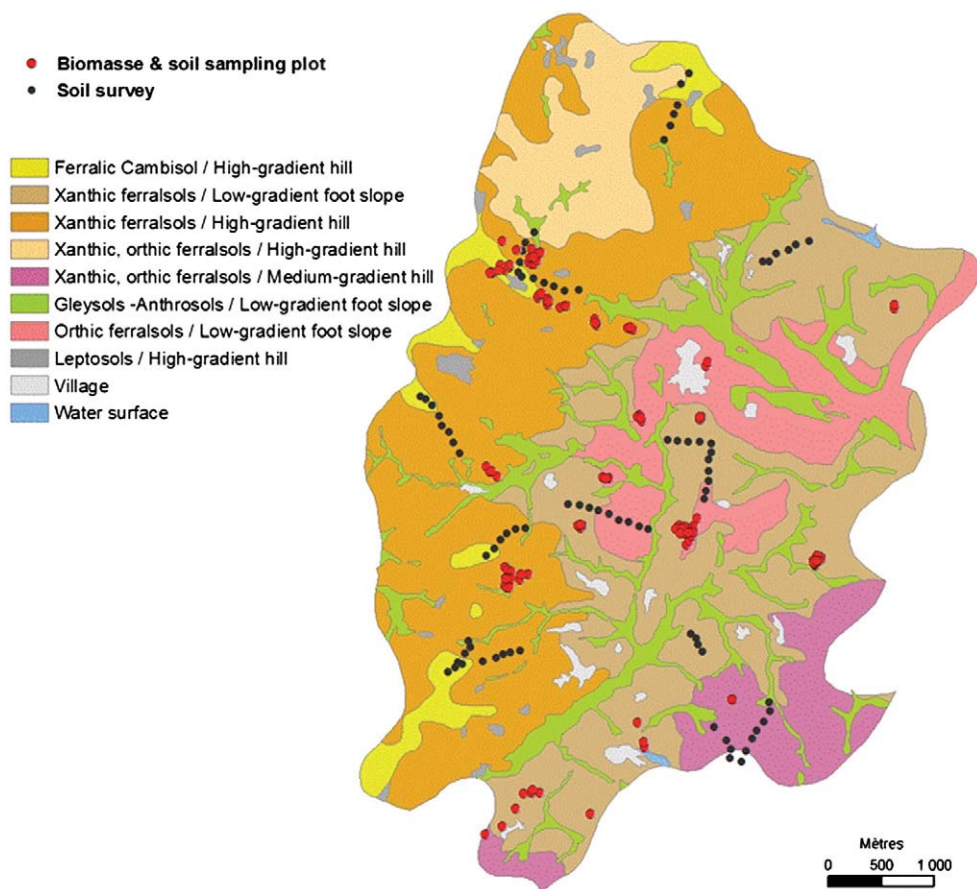 Biomasse & soil sampling plot
Soil survey
Ferralic Cambisol / High-gradient hill
Xanthic ferralsols / Low-gradient foot slope
Xanthic ferralsols / High-gradient hill
Xanthic, orthic ferralsols / High-gradient hill
Xanthic, orthic ferralsols / Medium-gradient hill
Gleysols -Anthrosols / Low-gradient foot slope
Orthic ferralsols / Low-gradient foot slope
Leptosols / High-gradient hill
Village
Water surface
Mètres
0 500 1 000